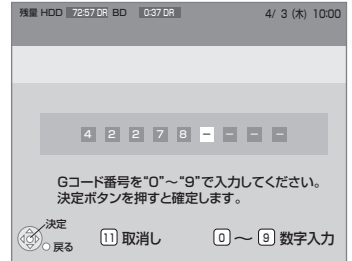 残量 HDD 72:57 DR BD 0:37 DR 4/ 3 (木) 10:00
4 2 2 7 8 – – – –
Gコード番号を“0”～“9”で入力してください。
決定ボタンを押すと確定します。
決定
戻る 11 取消し 0 ～ 9 数字入力